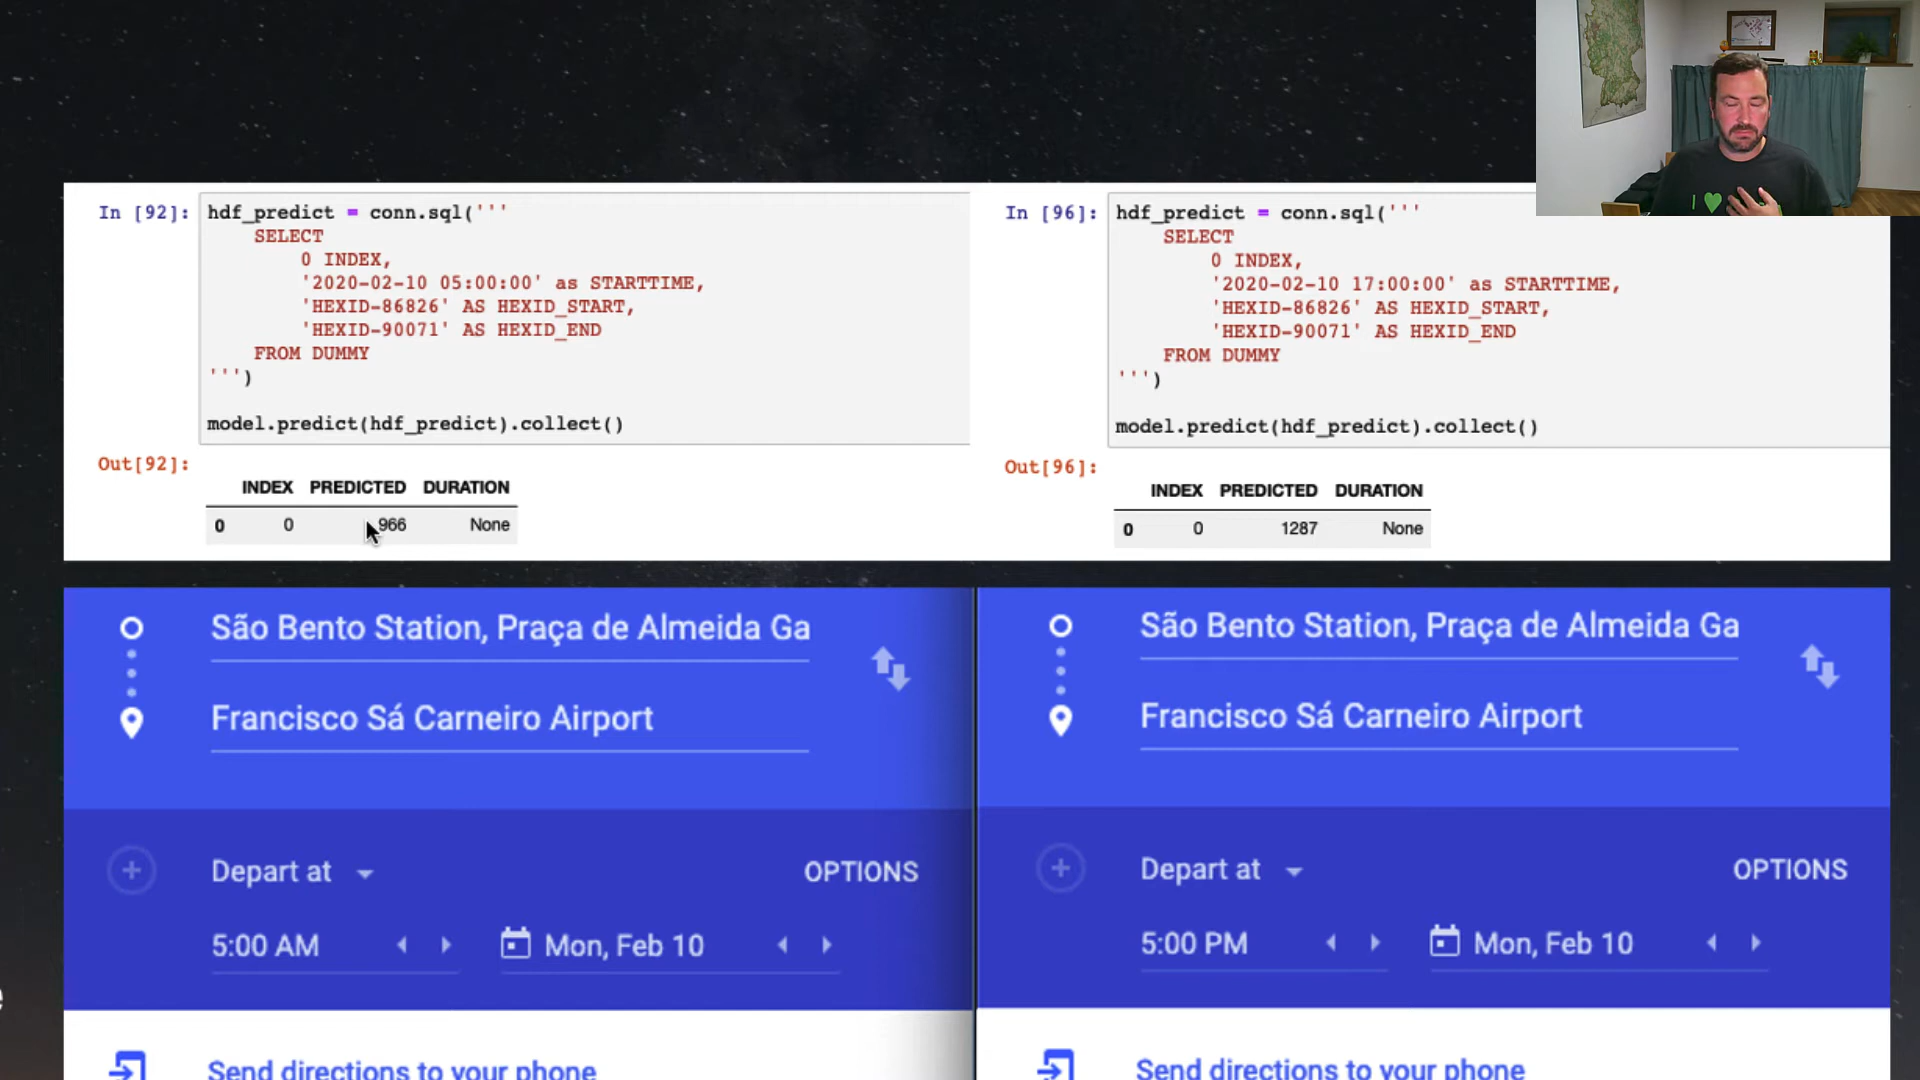 In [92]:
hdf_predict = conn.sql('''
SELECT
0 INDEX,
'2020-02-10 05:00:00' as STARTTIME,
'HEXID-86826' AS HEXID_START,
'HEXID-90071' AS HEXID_END
FROM DUMMY
''')
model.predict(hdf_predict).collect()
Out[92]:
INDEX PREDICTED DURATION
0 0 966 None
In [96]:
hdf_predict = conn.sql('''
SELECT
0 INDEX,
'2020-02-10 17:00:00' as STARTTIME,
'HEXID-86826' AS HEXID_START,
'HEXID-90071' AS HEXID_END
FROM DUMMY
''')
model.predict(hdf_predict).collect()
Out[96]:
INDEX PREDICTED DURATION
0 0 1287 None
I
São Bento Station, Praça de Almeida Ga
Francisco Sá Carneiro Airport
Depart at
OPTIONS
5:00 AM
Mon, Feb 10
Send directions to your phone
São Bento Station, Praça de Almeida Ga
Francisco Sá Carneiro Airport
Depart at
OPTIONS
5:00 PM
Mon, Feb 10
Send directions to your phone